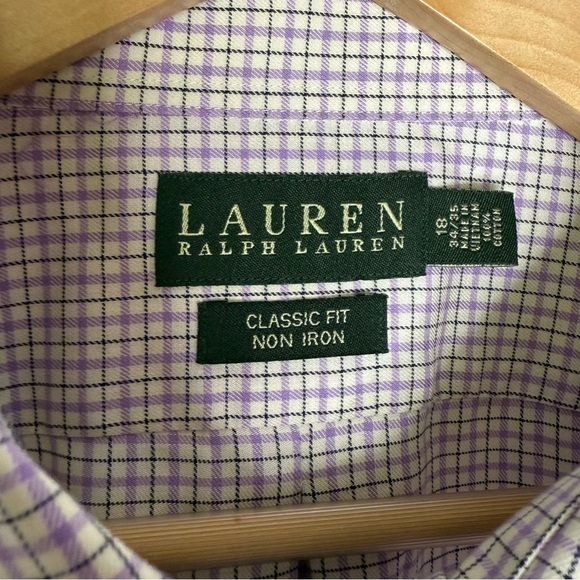 LAUREN
RALPH LAUREN
18
34/35
MADE IN
VIETNAM
100%
COTTON
CLASSIC FIT
NON IRON